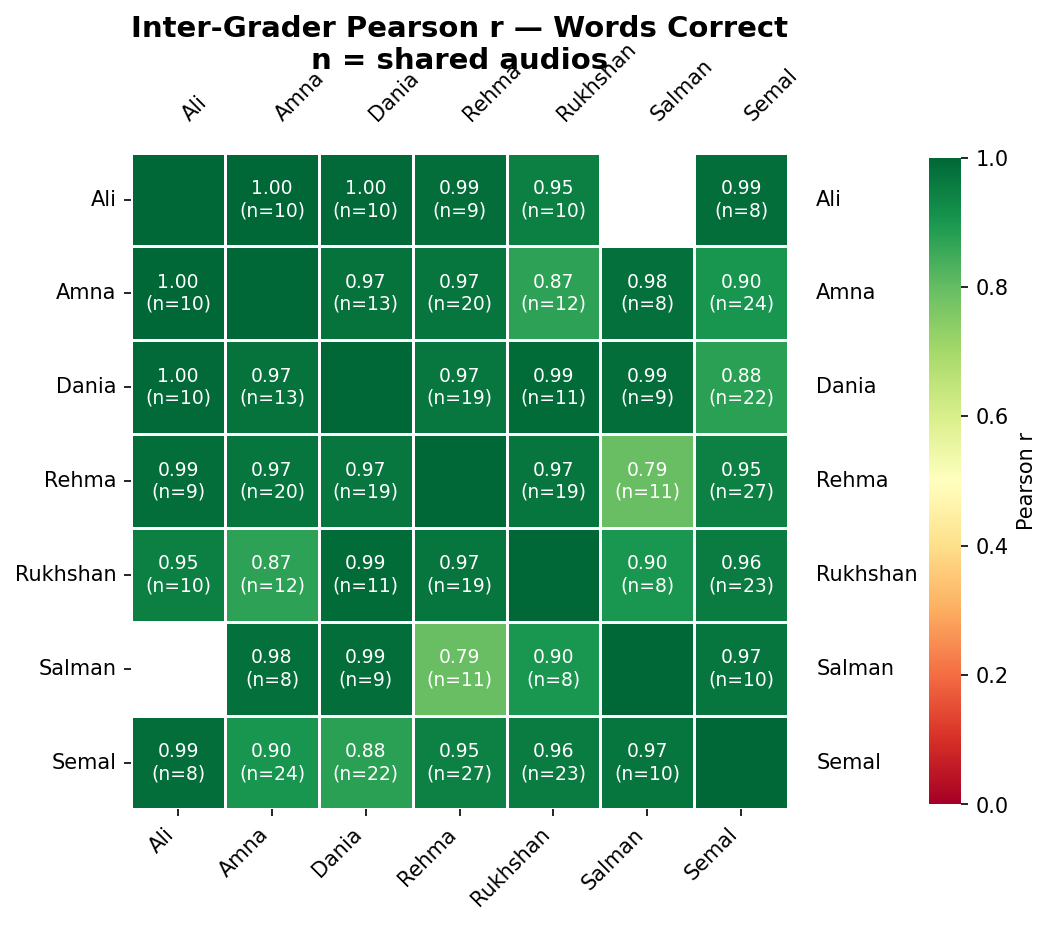 Inter-Grader Pearson r — Words Correct
n = shared audios
Ali Amna Dania Rehma Rukhshan Salman Semal
Ali 1.00 1.00 0.99 0.95 0.99 Ali
(n=10) (n=10) (n=9) (n=10) (n=8)
Amna 1.00 0.97 0.97 0.87 0.98 0.90 Amna
(n=10) (n=13) (n=20) (n=12) (n=8) (n=24)
Dania 1.00 0.97 0.97 0.99 0.99 0.88 Dania
(n=10) (n=13) (n=19) (n=11) (n=9) (n=22)
Rehma 0.99 0.97 0.97 0.97 0.79 0.95 Rehma
(n=9) (n=20) (n=19) (n=19) (n=11) (n=27)
Rukhshan 0.95 0.87 0.99 0.97 0.90 0.96 Rukhshan
(n=10) (n=12) (n=11) (n=19) (n=8) (n=23)
Salman 0.98 0.99 0.79 0.90 0.97 Salman
(n=8) (n=9) (n=11) (n=8) (n=10)
Semal 0.99 0.90 0.88 0.95 0.96 0.97 Semal
(n=8) (n=24) (n=22) (n=27) (n=23) (n=10)
Ali Amna Dania Rehma Rukhshan Salman Semal
1.0
0.8
0.6
0.4
0.2
0.0
Pearson r